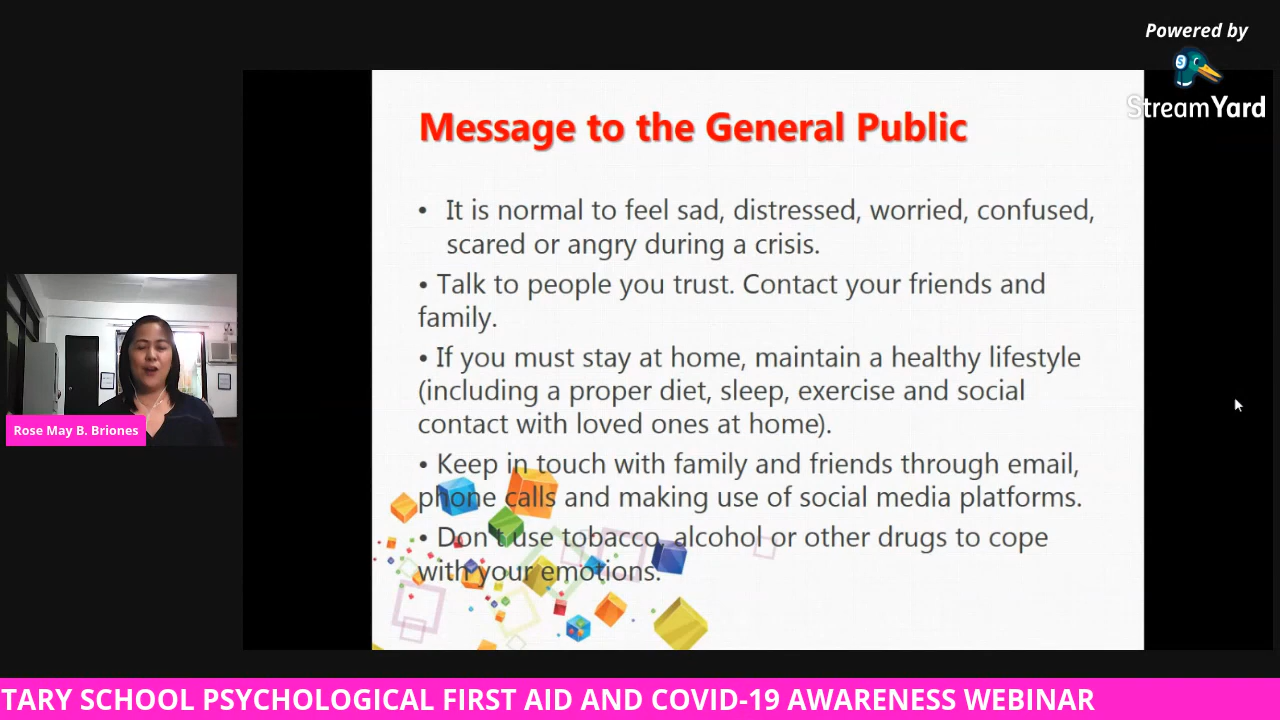 Powered by
StreamYard
Message to the General Public
• It is normal to feel sad, distressed, worried, confused,
scared or angry during a crisis.
• Talk to people you trust. Contact your friends and
family.
• If you must stay at home, maintain a healthy lifestyle
(including a proper diet, sleep, exercise and social
contact with loved ones at home).
• Keep in touch with family and friends through email,
phone calls and making use of social media platforms.
• Don't use tobacco, alcohol or other drugs to cope
with your emotions.
Rose May B. Briones
TARY SCHOOL PSYCHOLOGICAL FIRST AID AND COVID-19 AWARENESS WEBINAR